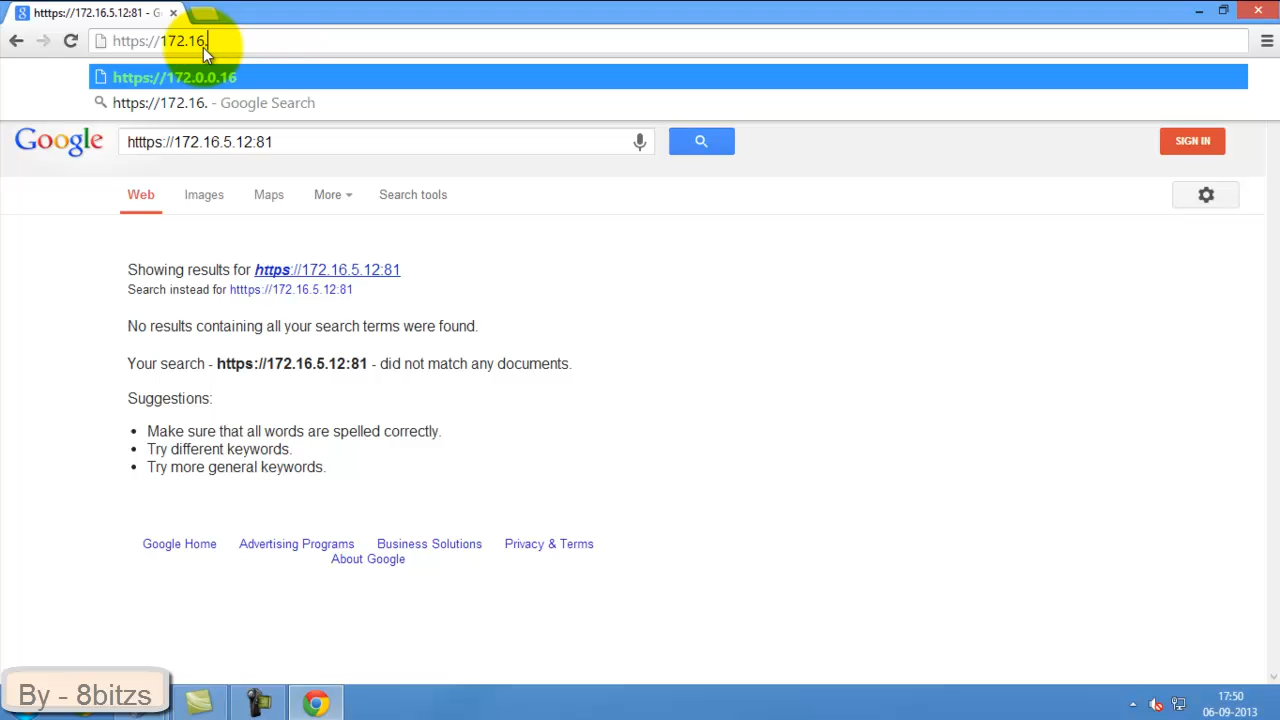 htttps://172.16.5.12:81 - G
https://172.16.
https://172.0.0.16
https://172.16. - Google Search
Google
htttps://172.16.5.12:81
SIGN IN
Web Images Maps More Search tools
Showing results for https://172.16.5.12:81
Search instead for htttps://172.16.5.12:81
No results containing all your search terms were found.
Your search - https://172.16.5.12:81 - did not match any documents.
Suggestions:
• Make sure that all words are spelled correctly.
• Try different keywords.
• Try more general keywords.
Google Home Advertising Programs Business Solutions Privacy & Terms
About Google
By - 8bitzs
17:50
06-09-2013